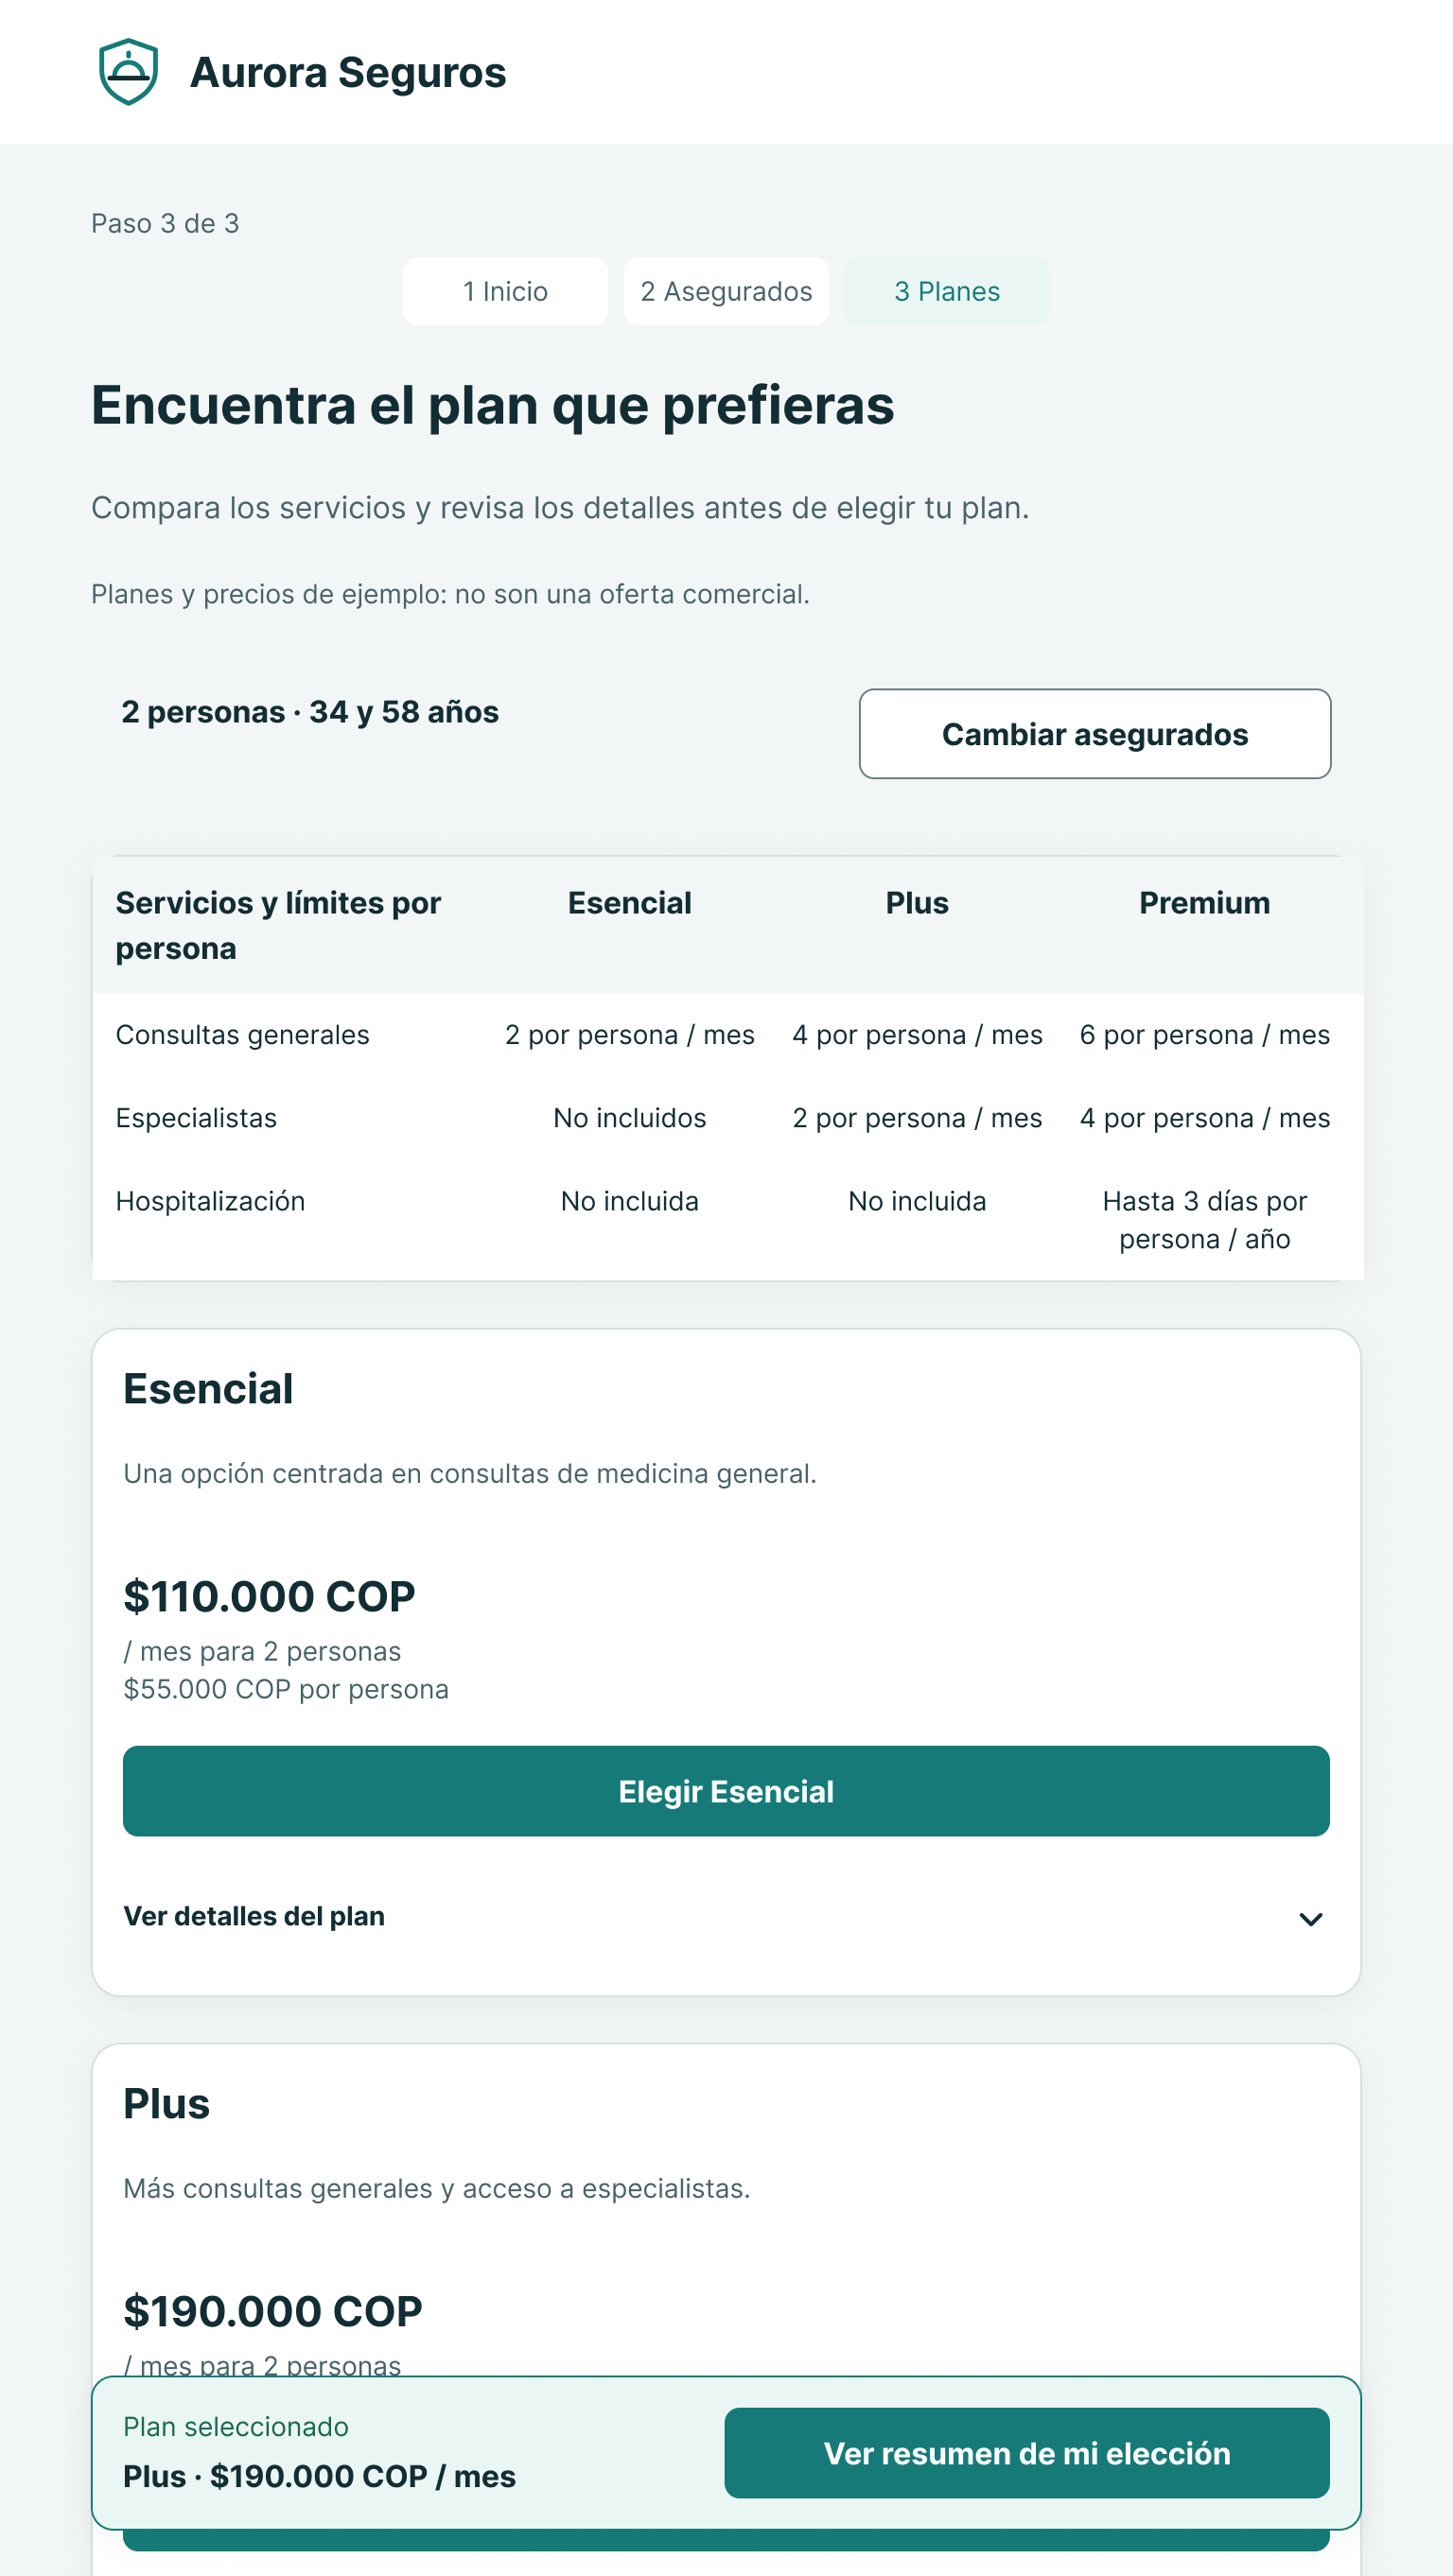 Aurora Seguros
Paso 3 de 3
1 Inicio
2 Asegurados
3 Planes
Encuentra el plan que prefieras
Compara los servicios y revisa los detalles antes de elegir tu plan.
Planes y precios de ejemplo: no son una oferta comercial.
2 personas · 34 y 58 años
Cambiar asegurados
Servicios y límites por
persona
Esencial
Plus
Premium
Consultas generales
2 por persona / mes
4 por persona / mes
6 por persona / mes
Especialistas
No incluidos
2 por persona / mes
4 por persona / mes
Hospitalización
No incluida
No incluida
Hasta 3 días por
persona / año
Esencial
Una opción centrada en consultas de medicina general.
$110.000 COP
/ mes para 2 personas
$55.000 COP por persona
Elegir Esencial
Ver detalles del plan
Plus
Más consultas generales y acceso a especialistas.
$190.000 COP
/ mes para 2 personas
Plan seleccionado
Plus · $190.000 COP / mes
Ver resumen de mi elección